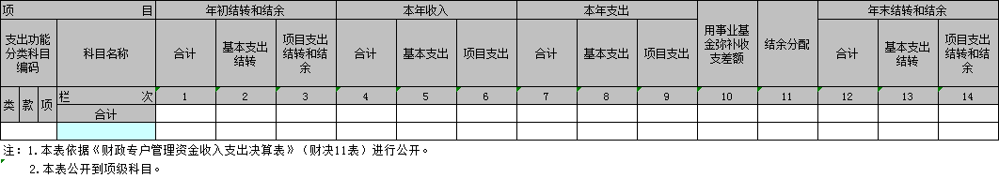 项 目 年初结转和结余 本年收入 本年支出 用事业基金弥补收支差额 结余分配 年末结转和结余
支出功能分类科目编码 科目名称 合计 基本支出结转 项目支出结转和结余 合计 基本支出 项目支出 合计 基本支出 项目支出 合计 基本支出结转 项目支出结转和结余
类 款 项 栏 次 1 2 3 4 5 6 7 8 9 10 11 12 13 14
合计
注：1.本表依据《财政专户管理资金收入支出决算表》（财决11表）进行公开。
2.本表公开到项级科目。